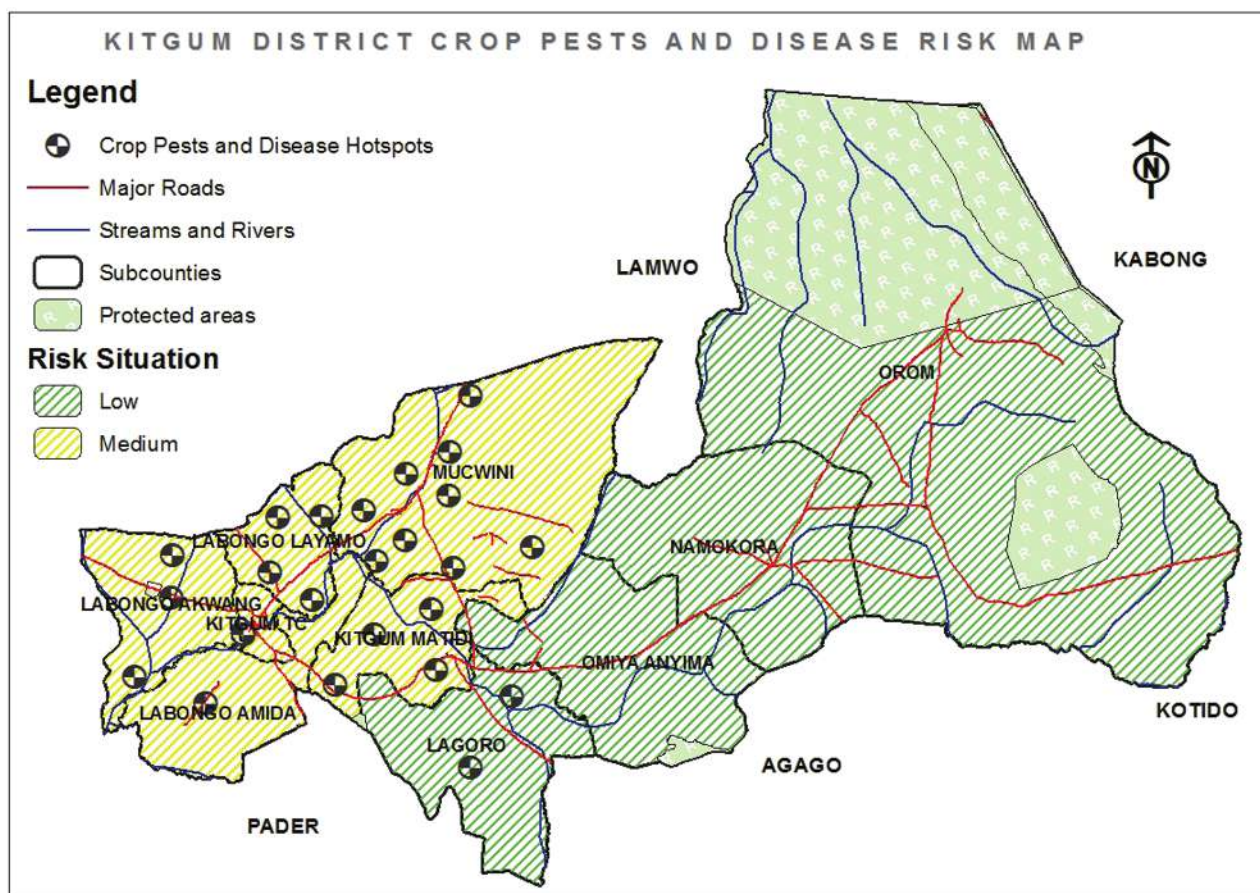 KITGUM DISTRICT CROP PESTS AND DISEASE RISK MAP
Legend
Crop Pests and Disease Hotspots
Major Roads
Streams and Rivers
Subcounties
Protected areas
Risk Situation
Low
Medium
N
LAMWO
KABONG
OROM
MUCWINI
LABONGO LAYAMO
NAMOKORA
LABONGO AKWANG
KITGUM TC
KITGUM MATIDI
OMIYA ANYIMA
LABONGO AMIDA
KOTIDO
LAGORO
AGAGO
PADER